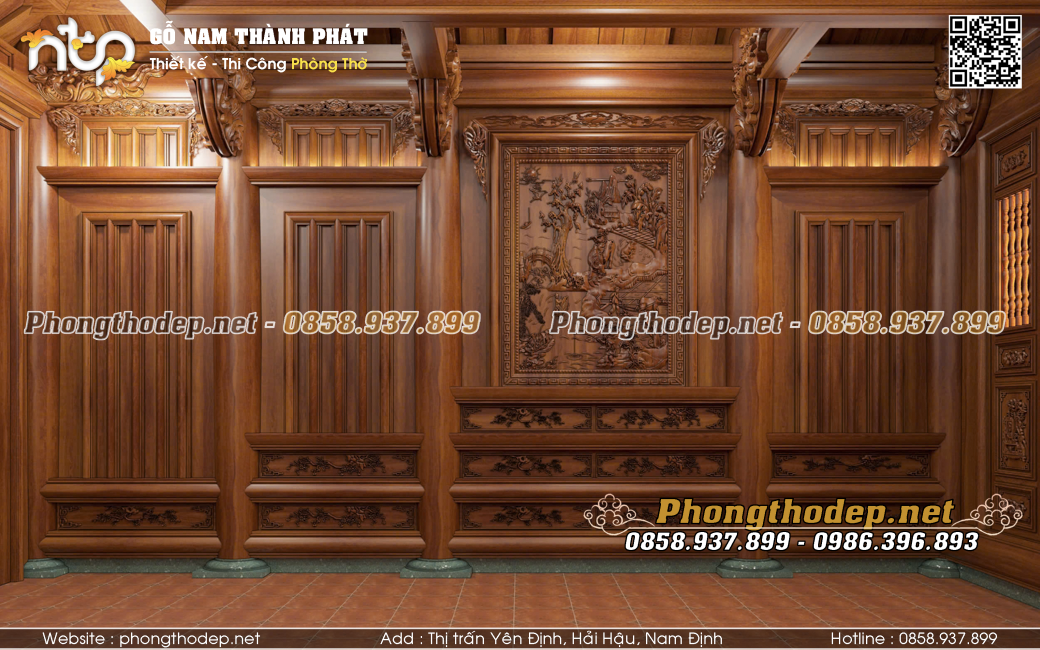 ntp
GỖ NAM THÀNH PHÁT
Thiết kế - Thi Công Phòng Thờ
Phongthodep.net - 0858.937.899
Phongthodep.net - 0858.937.899
Phongthodep.net
0858.937.899 - 0986.396.893
Website : phongthodep.net
Add : Thị trấn Yên Định, Hải Hậu, Nam Định
Hotline : 0858.937.899